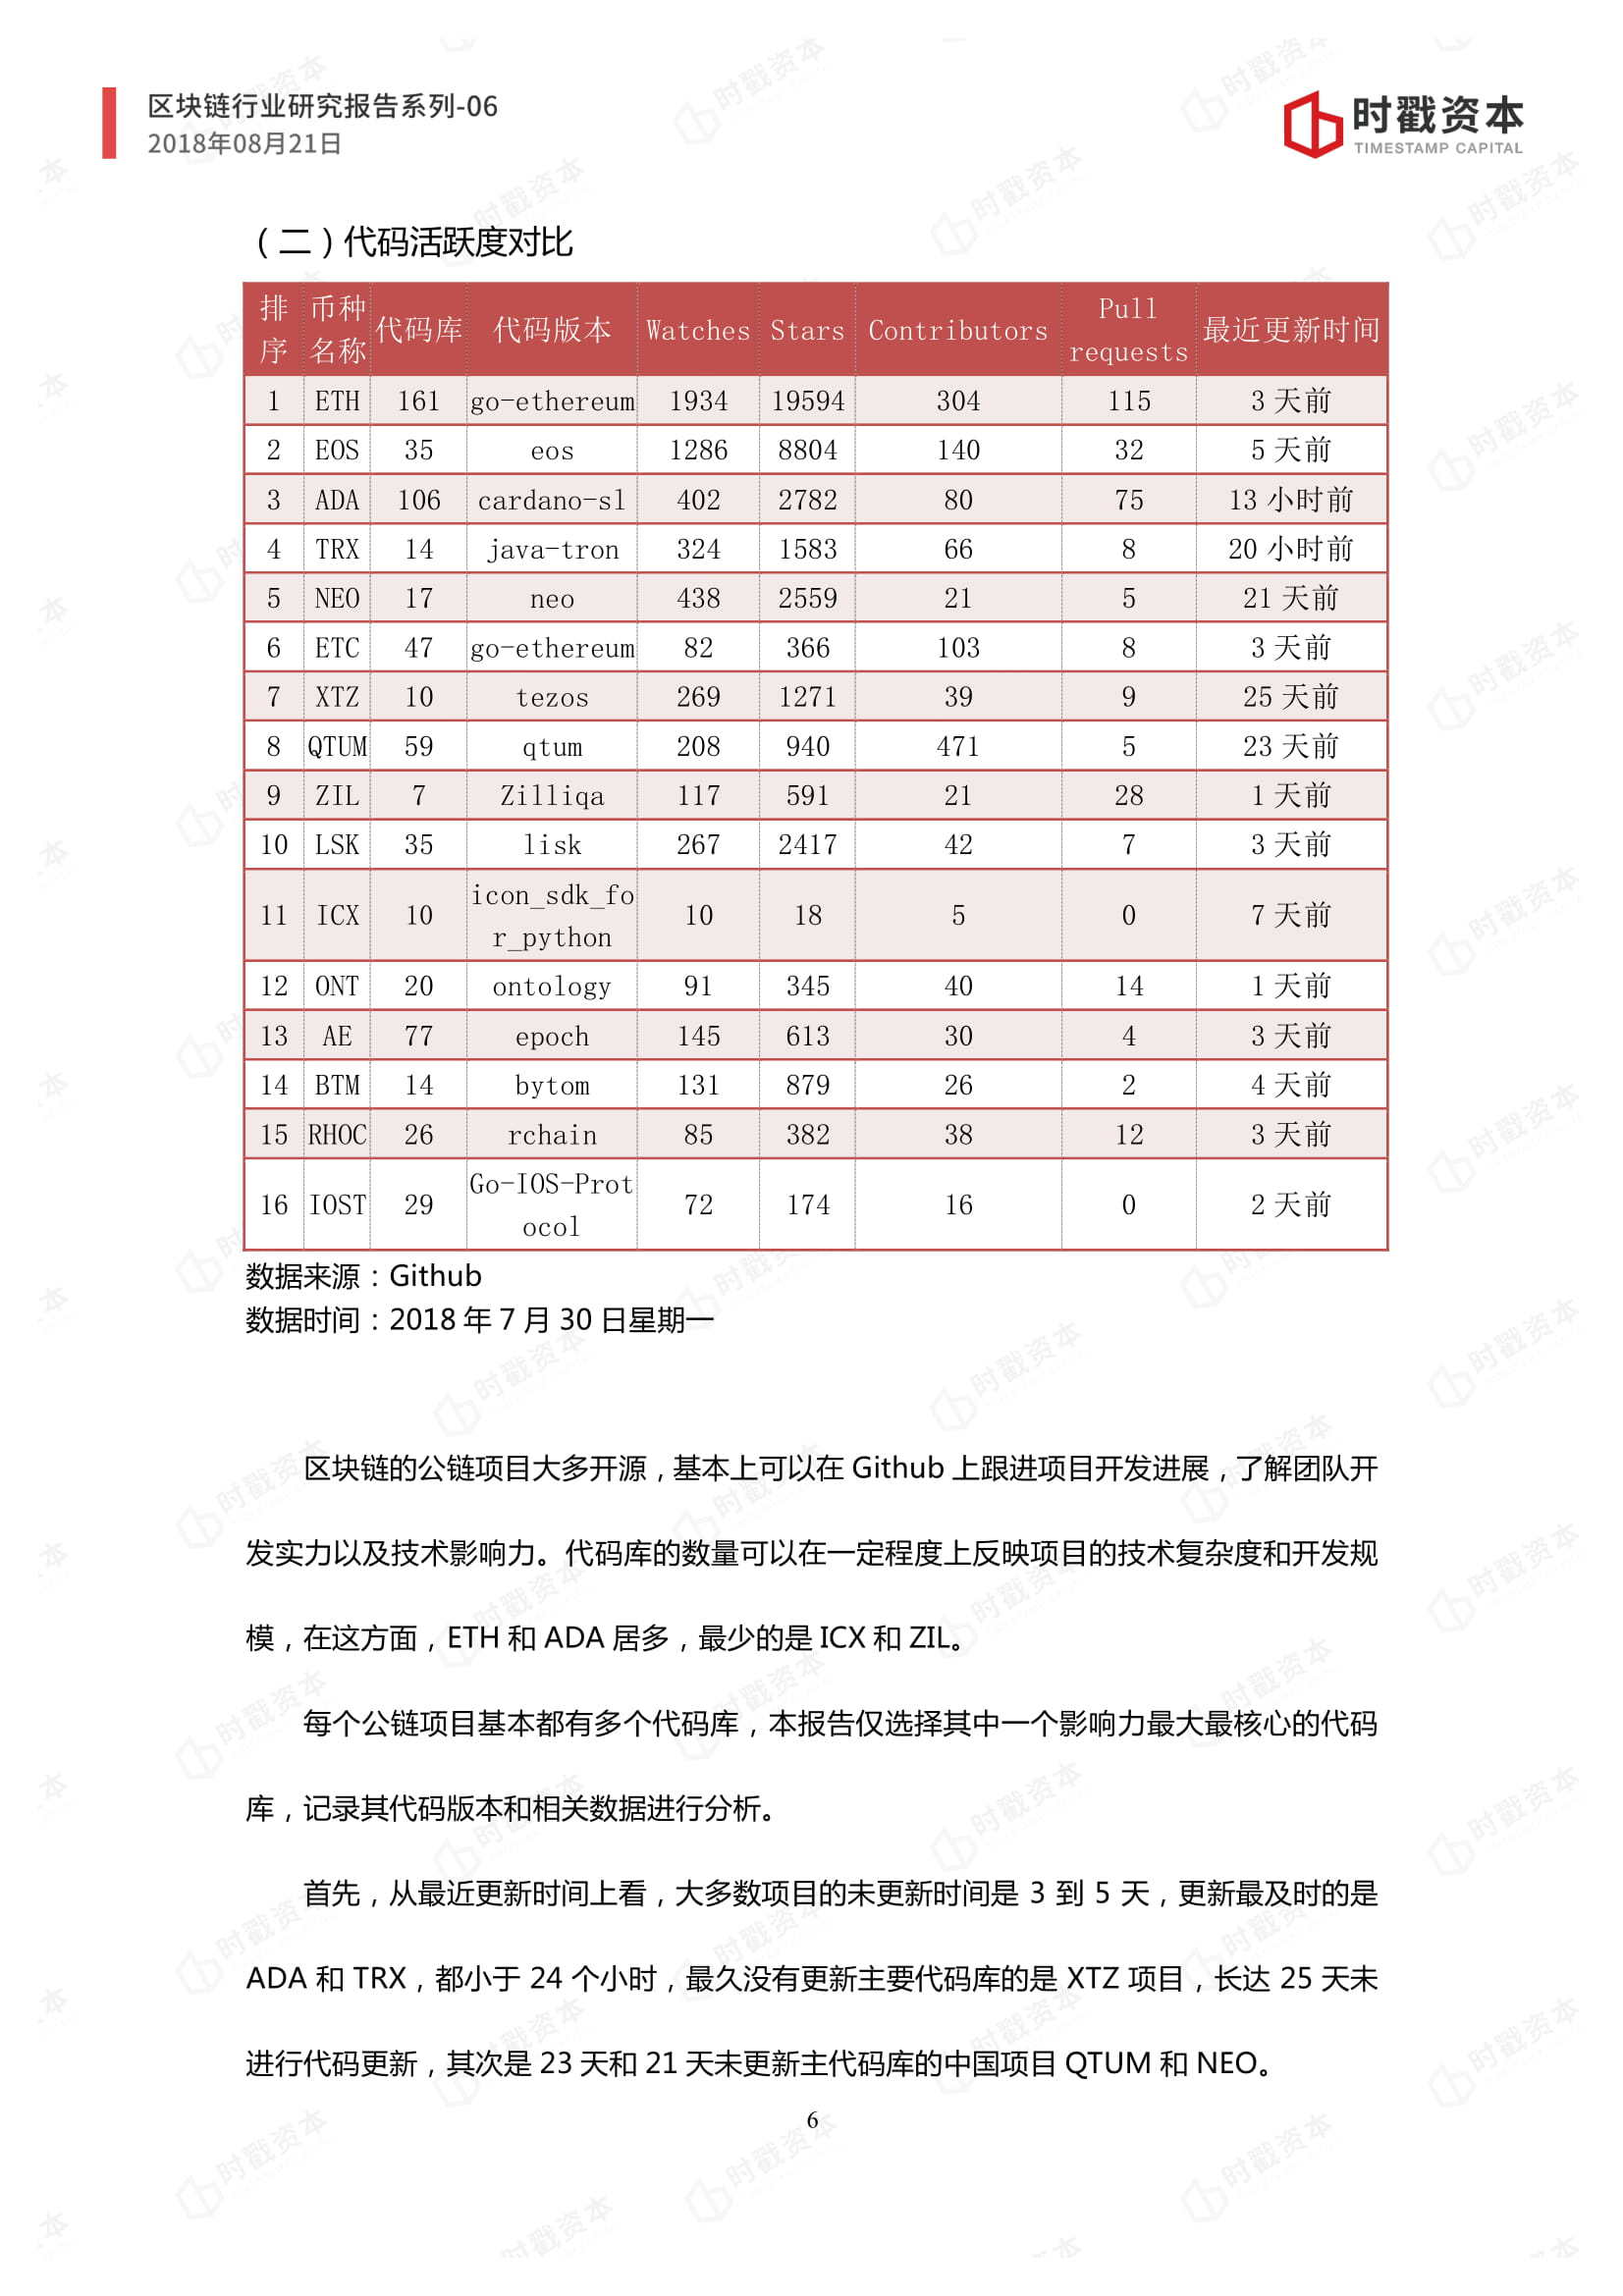 区块链行业研究报告系列-06
2018年08月21日
时戳资本
TIMESTAMP CAPITAL
（二）代码活跃度对比
排序 币种名称 代码库 代码版本 Watches Stars Contributors Pull requests 最近更新时间
1 ETH 161 go-ethereum 1934 19594 304 115 3 天前
2 EOS 35 eos 1286 8804 140 32 5 天前
3 ADA 106 cardano-sl 402 2782 80 75 13 小时前
4 TRX 14 java-tron 324 1583 66 8 20 小时前
5 NEO 17 neo 438 2559 21 5 21 天前
6 ETC 47 go-ethereum 82 366 103 8 3 天前
7 XTZ 10 tezos 269 1271 39 9 25 天前
8 QTUM 59 qtum 208 940 471 5 23 天前
9 ZIL 7 Zilliqa 117 591 21 28 1 天前
10 LSK 35 lisk 267 2417 42 7 3 天前
11 ICX 10 icon_sdk_for_python 10 18 5 0 7 天前
12 ONT 20 ontology 91 345 40 14 1 天前
13 AE 77 epoch 145 613 30 4 3 天前
14 BTM 14 bytom 131 879 26 2 4 天前
15 RHOC 26 rchain 85 382 38 12 3 天前
16 IOST 29 Go-IOS-Protocol 72 174 16 0 2 天前
数据来源：Github
数据时间：2018 年 7 月 30 日星期一
区块链的公链项目大多开源，基本上可以在 Github 上跟进项目开发进展，了解团队开
发实力以及技术影响力。代码库的数量可以在一定程度上反映项目的技术复杂度和开发规
模，在这方面，ETH 和 ADA 居多，最少的是 ICX 和 ZIL。
每个公链项目基本都有多个代码库，本报告仅选择其中一个影响力最大最核心的代码
库，记录其代码版本和相关数据进行分析。
首先，从最近更新时间上看，大多数项目的未更新时间是 3 到 5 天，更新最及时的是
ADA 和 TRX，都小于 24 个小时，最久没有更新主要代码库的是 XTZ 项目，长达 25 天未
进行代码更新，其次是 23 天和 21 天未更新主代码库的中国项目 QTUM 和 NEO。
6